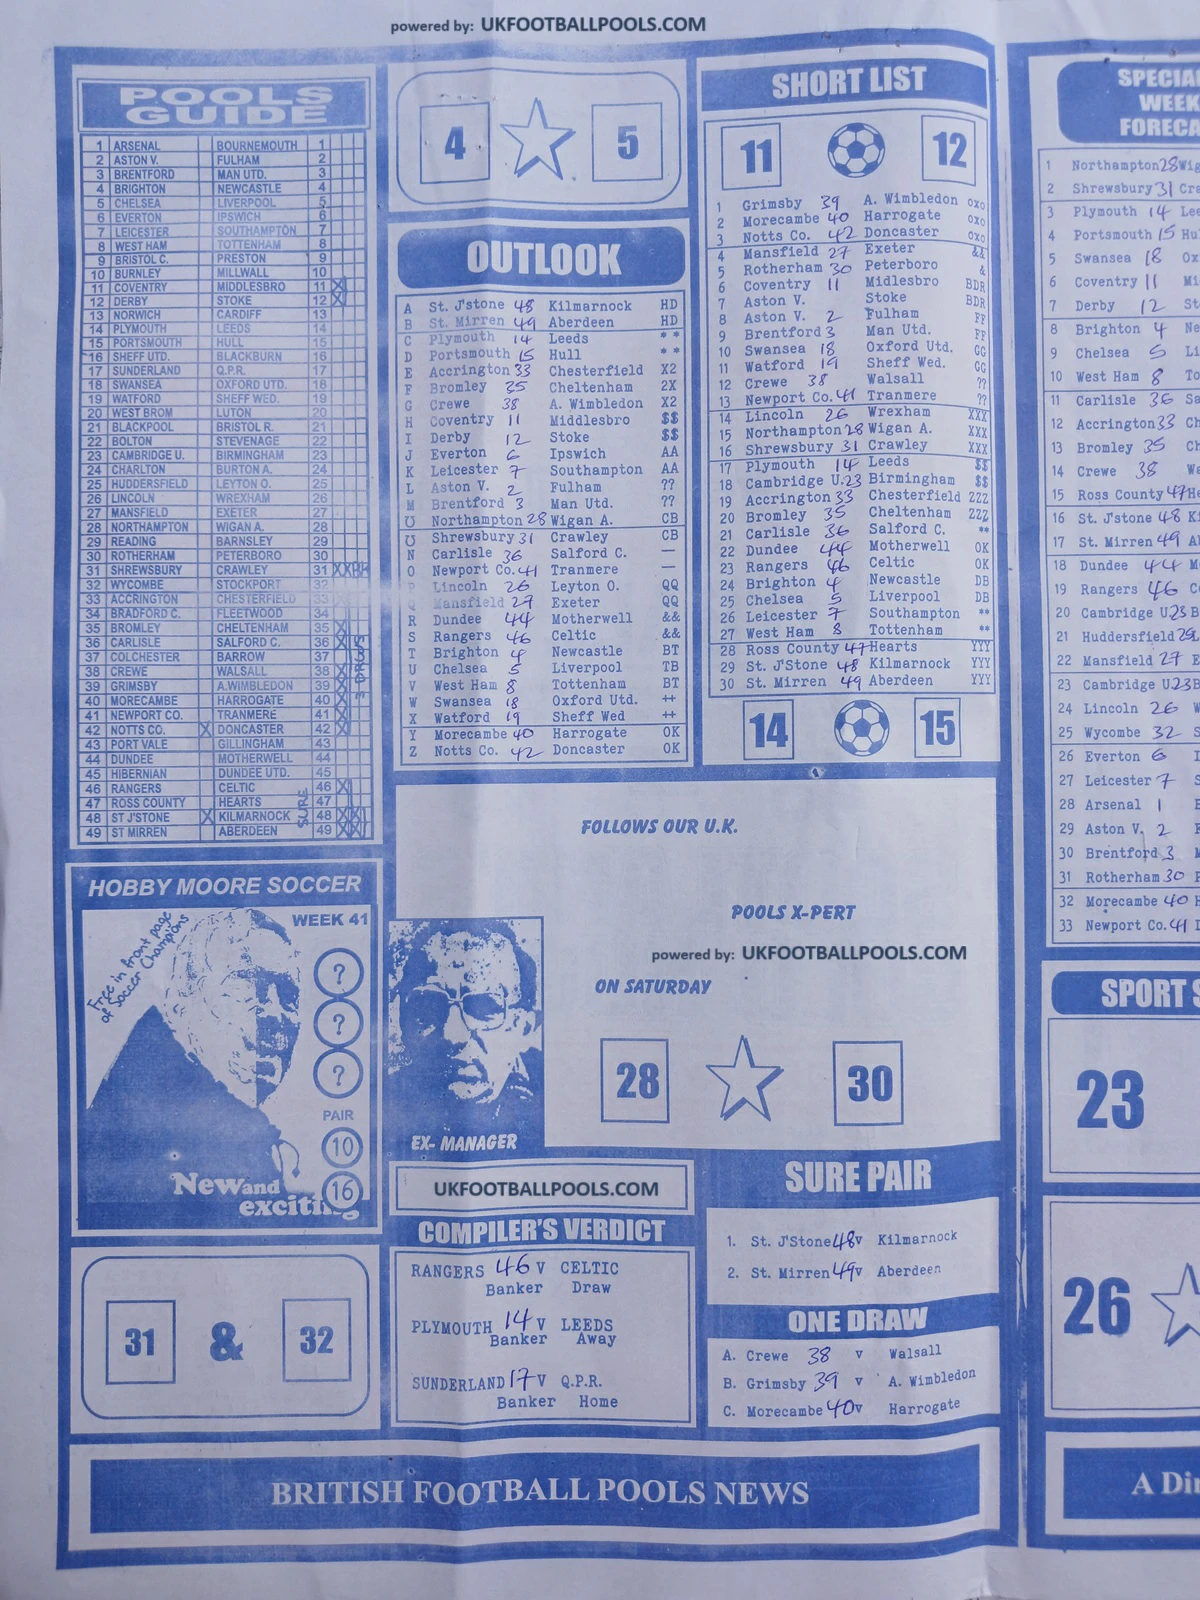 powered by: UKFOOTBALLPOOLS.COM
POOLS
GUIDE
1 ARSENAL BOURNEMOUTH 1
2 ASTON V. FULHAM 2
3 BRENTFORD MAN UTD. 3
4 BRIGHTON NEWCASTLE 4
5 CHELSEA LIVERPOOL 5
6 EVERTON IPSWICH 6
7 LEICESTER SOUTHAMPTON 7
8 WEST HAM TOTTENHAM 8
9 BRISTOL C. PRESTON 9
10 BURNLEY MILLWALL 10
11 COVENTRY MIDDLESBRO 11 X
12 DERBY STOKE 12 X
13 NORWICH CARDIFF 13
14 PLYMOUTH LEEDS 14
15 PORTSMOUTH HULL 15
16 SHEFF UTD. BLACKBURN 16
17 SUNDERLAND Q.P.R. 17
18 SWANSEA OXFORD UTD. 18
19 WATFORD SHEFF WED. 19
20 WEST BROM LUTON 20
21 BLACKPOOL BRISTOL R. 21
22 BOLTON STEVENAGE 22
23 CAMBRIDGE U. BIRMINGHAM 23
24 CHARLTON BURTON A. 24
25 HUDDERSFIELD LEYTON O. 25
26 LINCOLN WREXHAM 26
27 MANSFIELD EXETER 27
28 NORTHAMPTON WIGAN A. 28
29 READING BARNSLEY 29
30 ROTHERHAM PETERBORO 30
31 SHREWSBURY CRAWLEY 31 XX
32 WYCOMBE STOCKPORT 32
33 ACCRINGTON CHESTERFIELD 33
34 BRADFORD C. FLEETWOOD 34
35 BROMLEY CHELTENHAM 35 X
36 CARLISLE SALFORD C. 36 X
37 COLCHESTER BARROW 37
38 CREWE WALSALL 38 X
39 GRIMSBY A.WIMBLEDON 39 X
40 MORECAMBE HARROGATE 40 X
41 NEWPORT CO. TRANMERE 41 X
42 NOTTS CO. X DONCASTER 42 X
43 PORT VALE GILLINGHAM 43
44 DUNDEE MOTHERWELL 44
45 HIBERNIAN DUNDEE UTD. 45
46 RANGERS CELTIC 46 X
47 ROSS COUNTY HEARTS 47
48 ST J'STONE X KILMARNOCK 48 XX
49 ST MIRREN ABERDEEN 49 XX
3 DRAWS
SURE
4 5
OUTLOOK
A St. J'stone 48 Kilmarnock HD
B St. Mirren 49 Aberdeen HD
C Plymouth 14 Leeds **
D Portsmouth 15 Hull **
E Accrington 33 Chesterfield X2
F Bromley 35 Cheltenham 2X
G Crewe 38 A. Wimbledon X2
H Coventry 11 Middlesbro $$
I Derby 12 Stoke $$
J Everton 6 Ipswich AA
K Leicester 7 Southampton AA
L Aston V. 2 Fulham ??
M Brentford 3 Man Utd. ??
Northampton 28 Wigan A. CB
Shrewsbury 31 Crawley CB
N Carlisle 36 Salford C. —
O Newport Co. 41 Tranmere —
P Lincoln 26 Leyton O. QQ
Q Mansfield 27 Exeter QQ
R Dundee 44 Motherwell &&
S Rangers 46 Celtic &&
T Brighton 4 Newcastle BT
U Chelsea 5 Liverpool TB
V West Ham 8 Tottenham BT
W Swansea 18 Oxford Utd. ++
X Watford 19 Sheff Wed ++
Y Morecambe 40 Harrogate OK
Z Notts Co. 42 Doncaster OK
SHORT LIST
11 12
1 Grimsby 39 A. Wimbledon OXO
2 Morecambe 40 Harrogate OXO
3 Notts Co. 42 Doncaster OXO
4 Mansfield 27 Exeter &&
5 Rotherham 30 Peterboro &
6 Coventry 11 Midlesbro BDR
7 Aston V. Stoke BDR
8 Aston V. 2 Fulham FF
9 Brentford 3 Man Utd. FF
10 Swansea 18 Oxford Utd. GG
11 Watford 19 Sheff Wed. GG
12 Crewe 38 Walsall ??
13 Newport Co. 41 Tranmere ??
14 Lincoln 26 Wrexham XXX
15 Northampton 28 Wigan A. XXX
16 Shrewsbury 31 Crawley XXX
17 Plymouth 14 Leeds $$
18 Cambridge U.23 Birmingham $$
19 Accrington 33 Chesterfield ZZZ
20 Bromley 35 Cheltenham ZZZ
21 Carlisle 36 Salford C. **
22 Dundee 44 Motherwell OK
23 Rangers 46 Celtic OK
24 Brighton 4 Newcastle DB
25 Chelsea 5 Liverpool DB
26 Leicester 7 Southampton **
27 West Ham 8 Tottenham **
28 Ross County 47 Hearts YYY
29 St. J'Stone 48 Kilmarnock YYY
30 St. Mirren 49 Aberdeen YYY
14 15
SPECIA
WEEK
FORECA
1 Northampton 28 Wig
2 Shrewsbury 31 Cra
3 Plymouth 14 Lee
4 Portsmouth 15 Hul
5 Swansea 18 Ox
6 Coventry 11 Mi
7 Derby 12 St
8 Brighton 4 Ne
9 Chelsea 5 Li
10 West Ham 8 To
11 Carlisle 36 Sa
12 Accrington 33 Ch
13 Bromley 35 Ch
14 Crewe 38 Wa
15 Ross County 47 He
16 St. J'stone 48 Ki
17 St. Mirren 49 Al
18 Dundee 44 M
19 Rangers 46 C
20 Cambridge U.23 B
21 Huddersfield
22 Mansfield 27 E
23 Cambridge U.23 B
24 Lincoln 26 W
25 Wycombe 32 S
26 Everton 6 I
27 Leicester 7 S
28 Arsenal 1 B
29 Aston V. 2 F
30 Brentford 3 M
31 Rotherham 30 P
32 Morecambe 40 H
33 Newport Co. 41
HOBBY MOORE SOCCER
WEEK 41
Free in front page
of Soccer Champions
?
?
?
PAIR
10
16
New and
exciting
FOLLOWS OUR U.K.
POOLS X-PERT
powered by: UKFOOTBALLPOOLS.COM
ON SATURDAY
28 30
EX- MANAGER
SPORT S
23
26
31 & 32
UKFOOTBALLPOOLS.COM
COMPILER'S VERDICT
RANGERS 46 V CELTIC
Banker Draw
PLYMOUTH 14 V LEEDS
Banker Away
SUNDERLAND 17 V Q.P.R.
Banker Home
SURE PAIR
1. St. J'Stone 48 v Kilmarnock
2. St. Mirren 49 v Aberdeen
ONE DRAW
A. Crewe 38 v Walsall
B. Grimsby 39 v A. Wimbledon
C. Morecambe 40 v Harrogate
BRITISH FOOTBALL POOLS NEWS
A Di